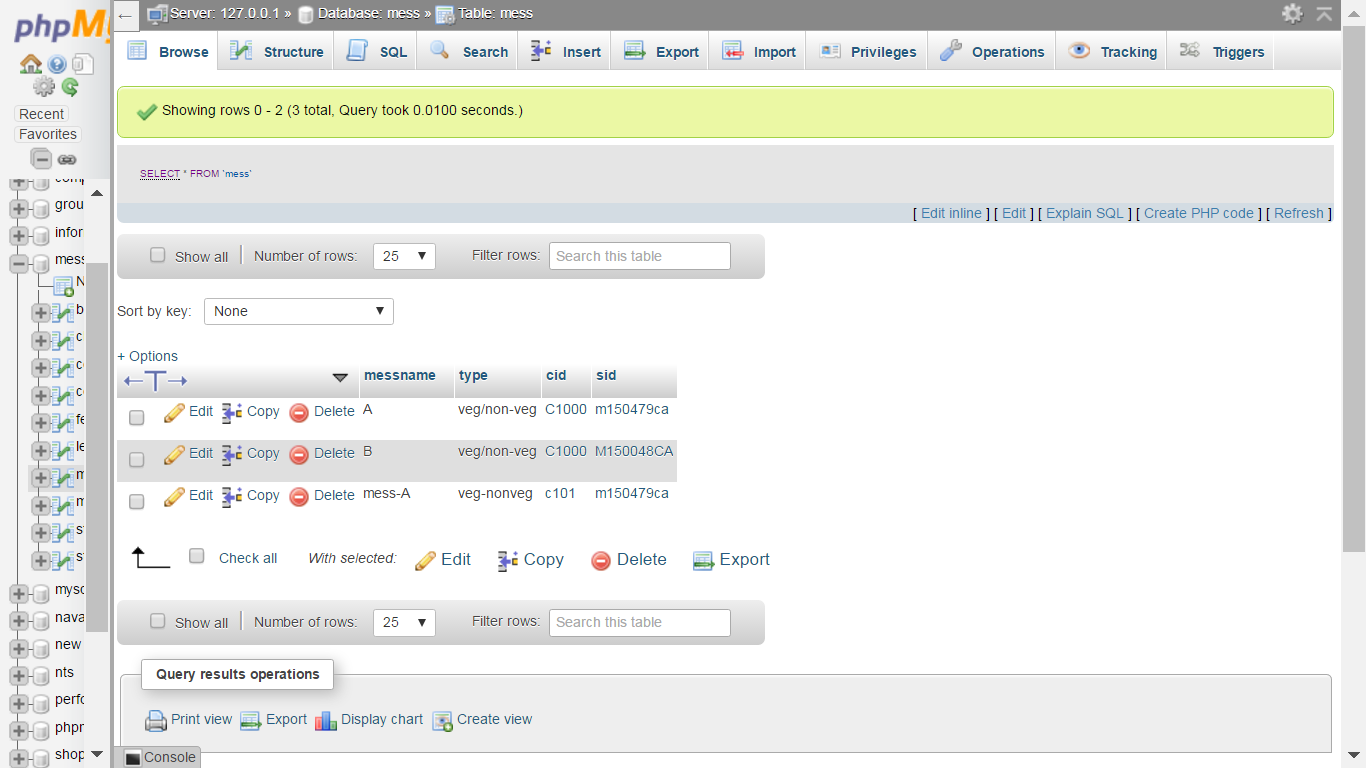 phpMy
Server: 127.0.0.1 » Database: mess » Table: mess
Browse Structure SQL Search Insert Export Import Privileges Operations Tracking Triggers
Recent
Favorites
grou
infor
mess
N
b
c
c
c
fe
le
m
m
s
s
mysc
nava
new
nts
perfo
phpr
shop
Showing rows 0 - 2 (3 total, Query took 0.0100 seconds.)
SELECT * FROM `mess`
[ Edit inline ] [ Edit ] [ Explain SQL ] [ Create PHP code ] [ Refresh ]
Show all Number of rows: 25 Filter rows: Search this table
Sort by key: None
+ Options
messname type cid sid
Edit Copy Delete A veg/non-veg C1000 m150479ca
Edit Copy Delete B veg/non-veg C1000 M150048CA
Edit Copy Delete mess-A veg-nonveg c101 m150479ca
Check all With selected: Edit Copy Delete Export
Show all Number of rows: 25 Filter rows: Search this table
Query results operations
Print view Export Display chart Create view
Console